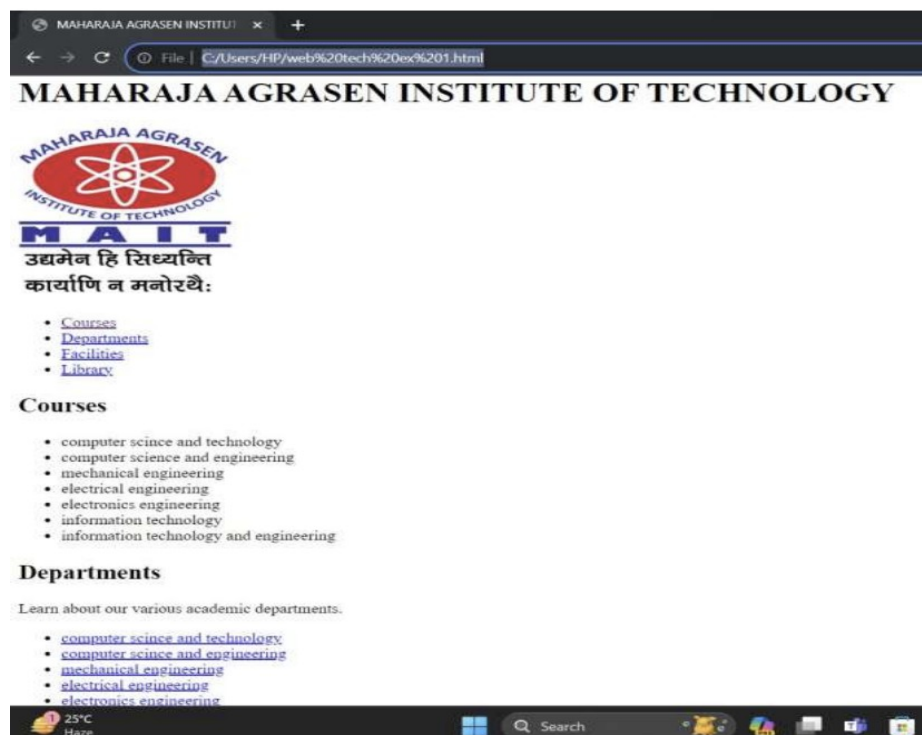 MAHARAJA AGRASEN INSTITUT
File | C:/Users/HP/web%20tech%20ex%201.html
MAHARAJA AGRASEN INSTITUTE OF TECHNOLOGY
MAHARAJA AGRASEN
INSTITUTE OF TECHNOLOGY
MAIT
उद्यमेन हि सिध्यन्ति
कार्याणि न मनोरथै:
Courses
Departments
Facilities
Library
Courses
computer scince and technology
computer science and engineering
mechanical engineering
electrical engineering
electronics engineering
information technology
information technology and engineering
Departments
Learn about our various academic departments.
computer scince and technology
computer scince and engineering
mechanical engineering
electrical engineering
electronics engineering
1
25°C
Haze
Search